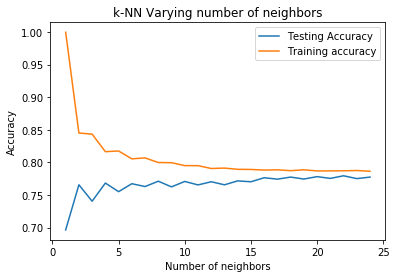 k-NN Varying number of neighbors
Testing Accuracy
Training accuracy
Accuracy
1.00
0.95
0.90
0.85
0.80
0.75
0.70
0
5
10
15
20
25
Number of neighbors